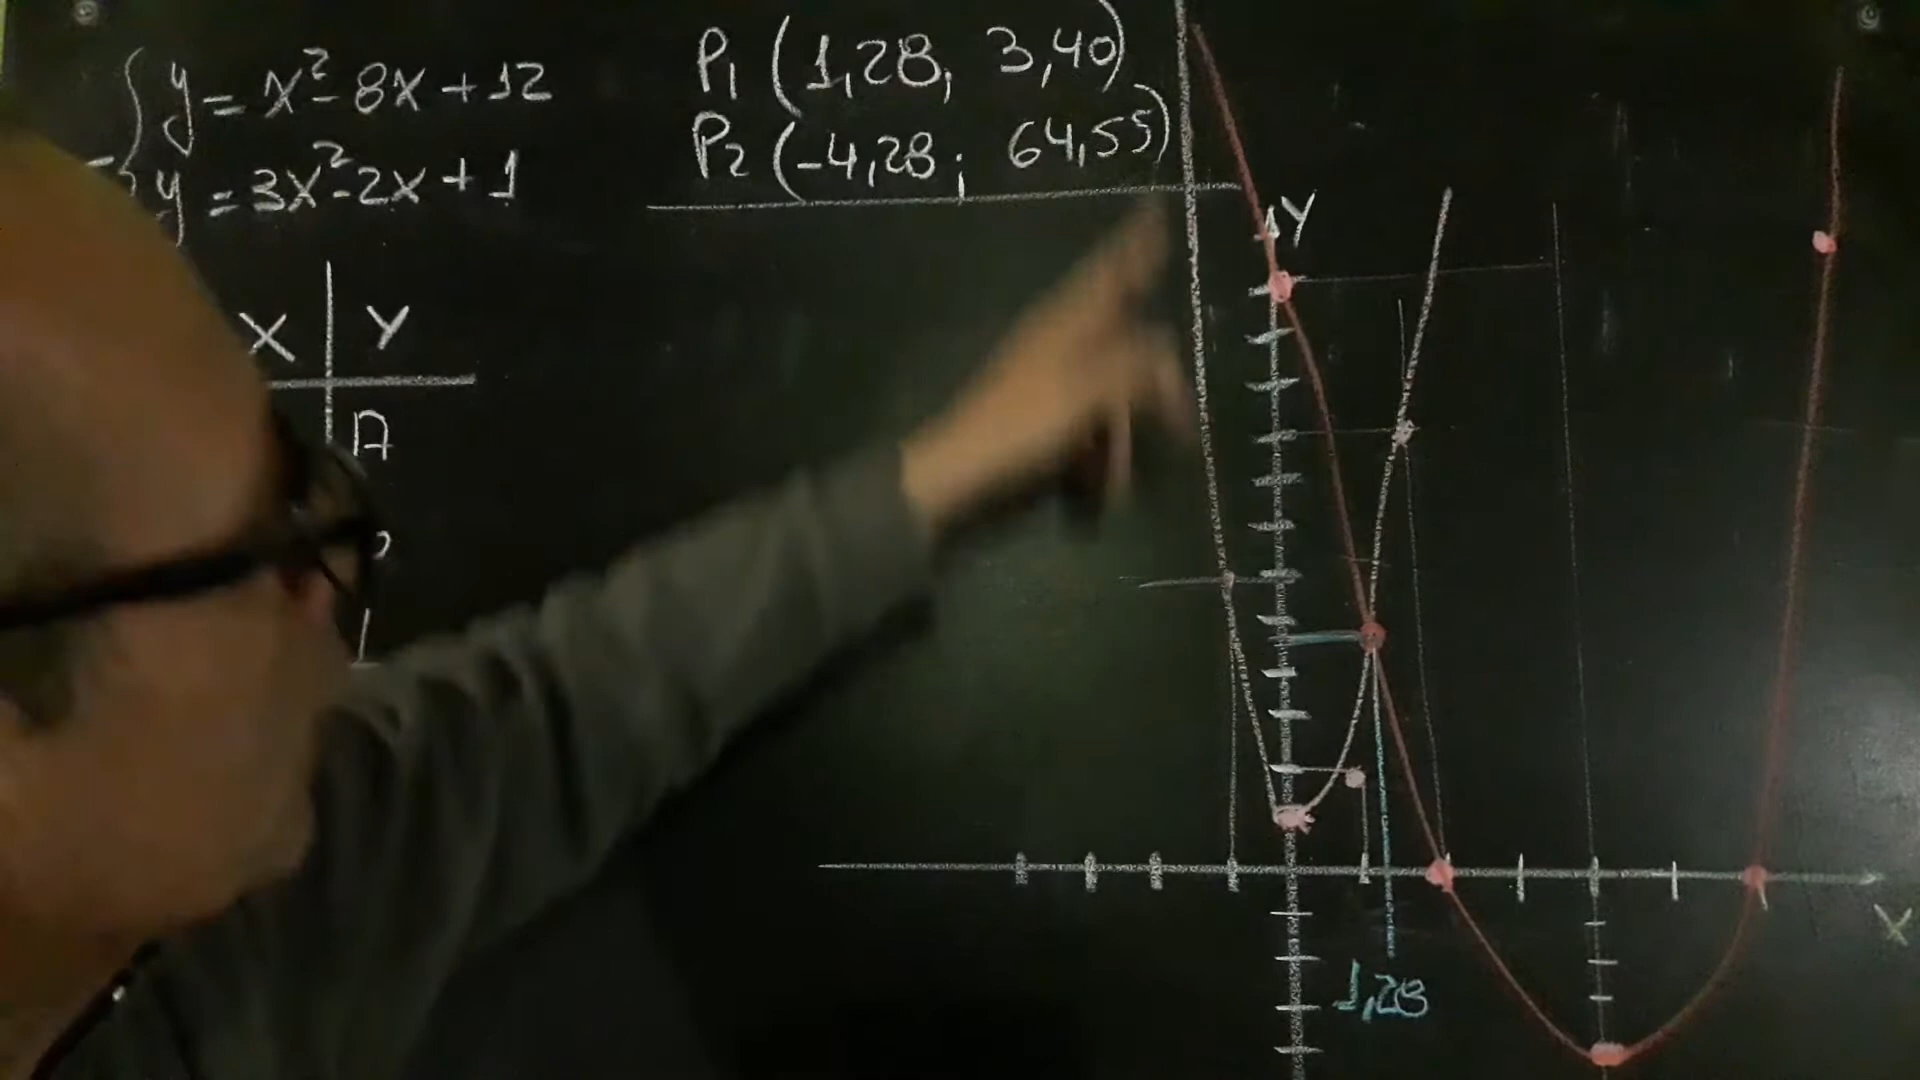 y = x² - 8x + 12
y = 3x² - 2x + 1
P1 (1,28; 3,40)
P2 (-4,28; 64,55)
X Y
Y
X
1,28